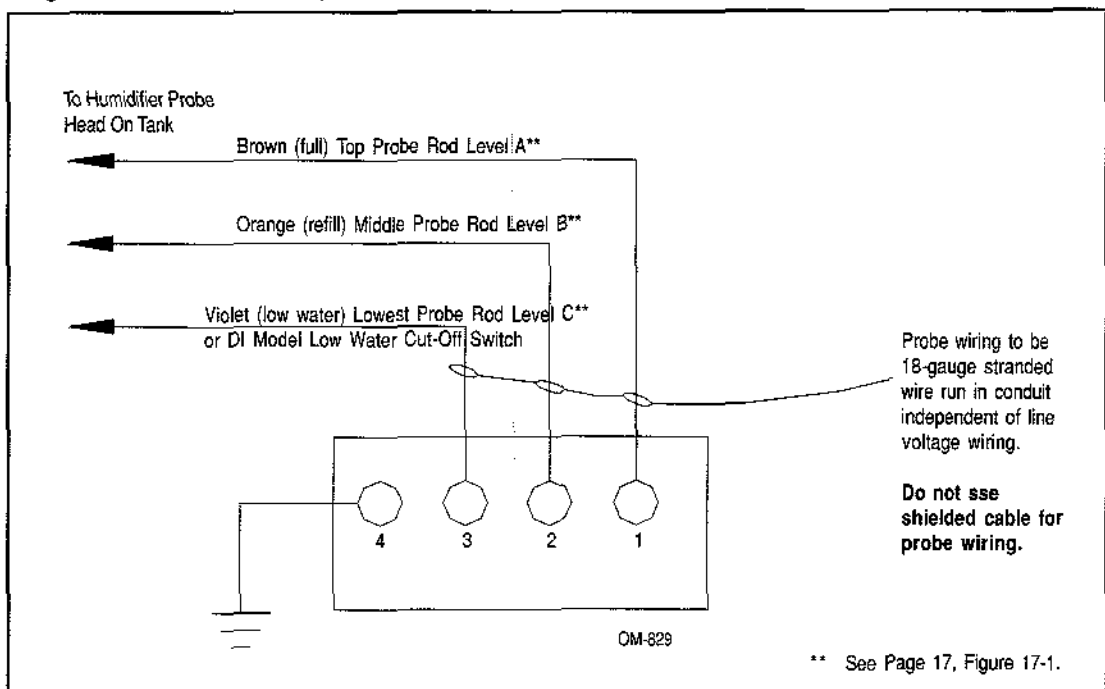 To Humidifier Probe
Head On Tank
Brown (full) Top Probe Rod Level A**
Orange (refill) Middle Probe Rod Level B**
Violet (low water) Lowest Probe Rod Level C**
or DI Model Low Water Cut-Off Switch
Probe wiring to be
18-gauge stranded
wire run in conduit
independent of line
voltage wiring.
Do not sse
shielded cable for
probe wiring.
4 3 2 1
OM-829
** See Page 17, Figure 17-1.